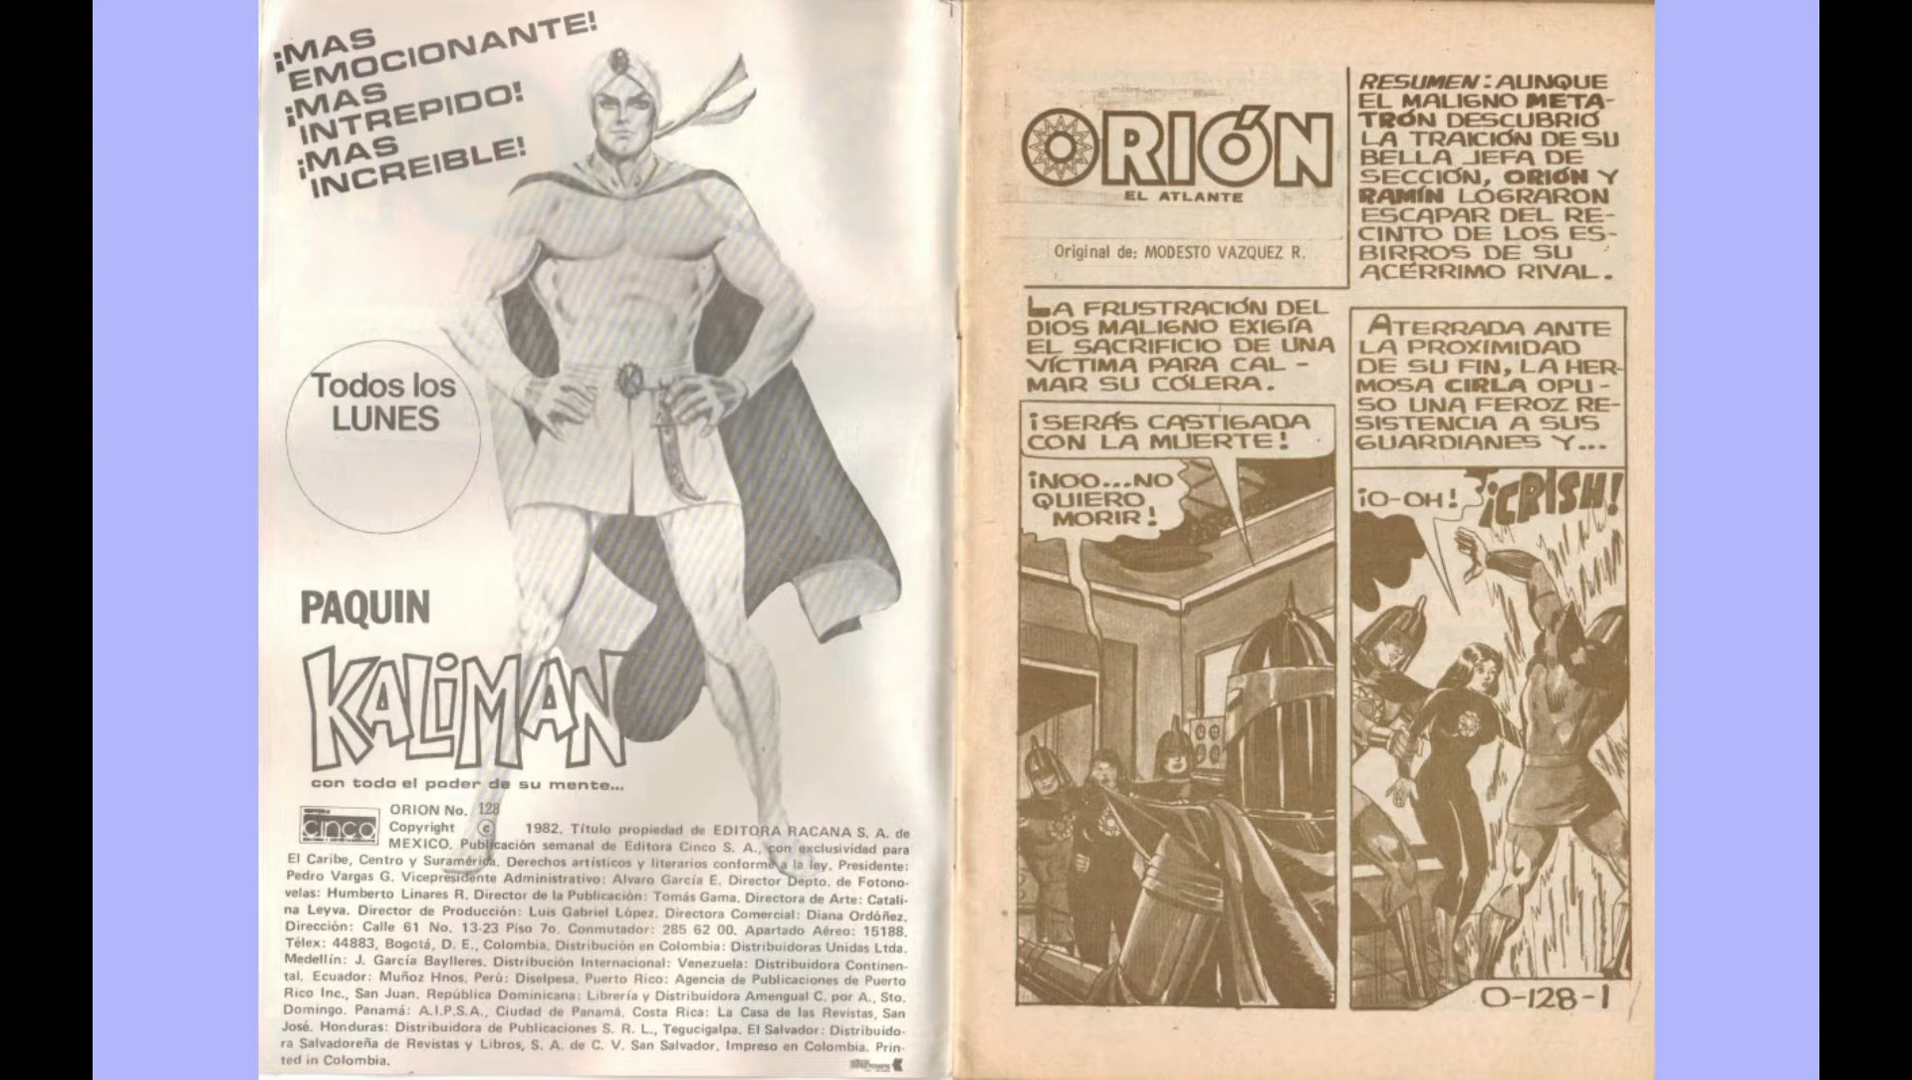 ¡MAS
EMOCIONANTE!
¡MAS
INTREPIDO!
¡MAS
INCREIBLE!
Todos los
LUNES
PAQUIN
KALIMAN
con todo el poder de su mente...
cinco
ORION No. 128
Copyright © 1982. Título propiedad de EDITORA RACANA S. A. de
MEXICO. Publicación semanal de Editora Cinco S. A., con exclusividad para
El Caribe, Centro y Suramérica. Derechos artísticos y literarios conforme a la ley. Presidente:
Pedro Vargas G. Vicepresidente Administrativo: Alvaro García E. Director Depto. de Fotono-
velas: Humberto Linares R. Director de la Publicación: Tomás Gama. Directora de Arte: Catali-
na Leyva. Director de Producción: Luis Gabriel López. Directora Comercial: Diana Ordóñez.
Dirección: Calle 61 No. 13-23 Piso 7o. Conmutador: 285 62 00. Apartado Aéreo: 15188.
Télex: 44883, Bogotá, D. E., Colombia. Distribución en Colombia: Distribuidoras Unidas Ltda.
Medellín: J. García Baylleres. Distribución Internacional: Venezuela: Distribuidora Continen-
tal. Ecuador: Muñoz Hnos. Perú: Diselpesa. Puerto Rico: Agencia de Publicaciones de Puerto
Rico Inc., San Juan. República Dominicana: Librería y Distribuidora Amengual C. por A., Sto.
Domingo. Panamá: A.I.P.S.A., Ciudad de Panamá. Costa Rica: La Casa de las Revistas, San
José. Honduras: Distribuidora de Publicaciones S. R. L., Tegucigalpa. El Salvador: Distribuido-
ra Salvadoreña de Revistas y Libros, S. A. de C. V. San Salvador. Impreso en Colombia. Prin-
ted in Colombia.
ORIÓN
EL ATLANTE
Original de: MODESTO VAZQUEZ R.
RESUMEN: AUNQUE
EL MALIGNO META-
TRÓN DESCUBRIÓ
LA TRAICIÓN DE SU
BELLA JEFA DE
SECCIÓN, ORIÓN Y
RAMÍN LOGRARON
ESCAPAR DEL RE-
CINTO DE LOS ES-
BIRROS DE SU
ACÉRRIMO RIVAL.
LA FRUSTRACIÓN DEL
DIOS MALIGNO EXIGÍA
EL SACRIFICIO DE UNA
VÍCTIMA PARA CAL-
MAR SU CÓLERA.
¡SERÁS CASTIGADA
CON LA MUERTE!
¡NOO...NO
QUIERO
MORIR!
ATERRADA ANTE
LA PROXIMIDAD
DE SU FIN, LA HER-
MOSA CIRLA OPU-
SO UNA FEROZ RE-
SISTENCIA A SUS
GUARDIANES Y...
¡O-OH!
¡CRISH!
O-128-1